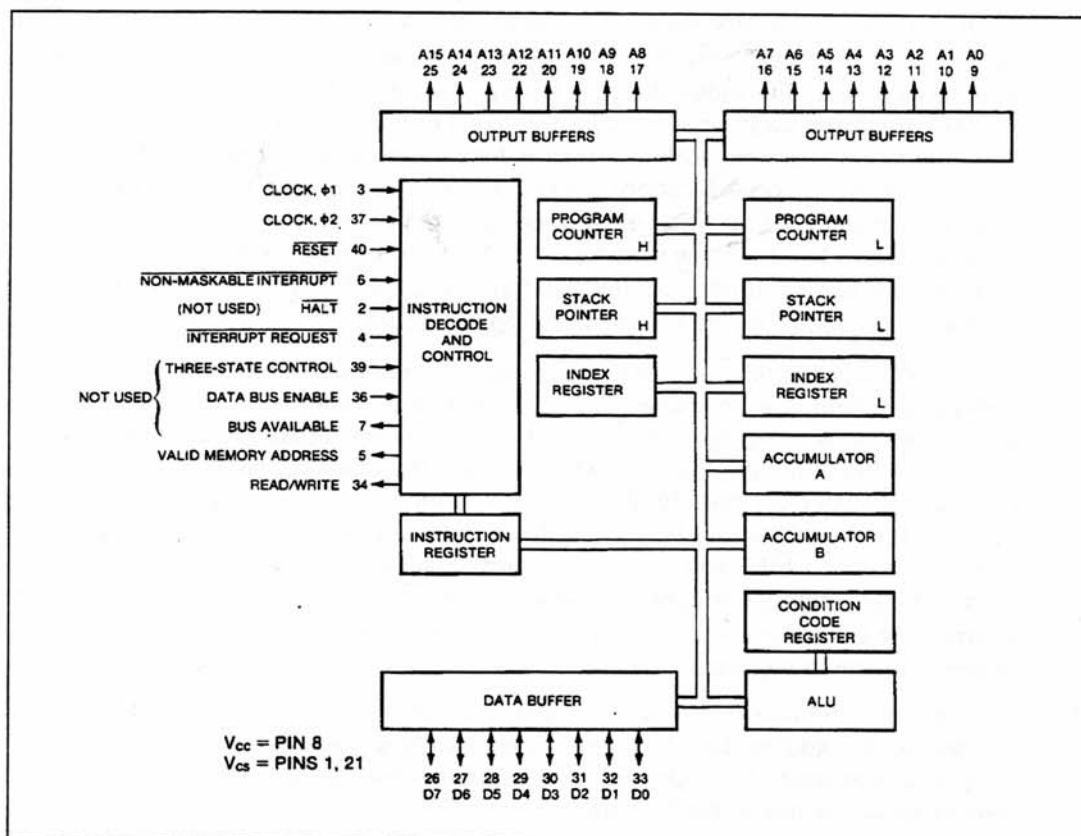 A15 A14 A13 A12 A11 A10 A9 A8
25 24 23 22 20 19 18 17
A7 A6 A5 A4 A3 A2 A1 A0
16 15 14 13 12 11 10 9
OUTPUT BUFFERS
OUTPUT BUFFERS
CLOCK, ϕ1 3
CLOCK, ϕ2 37
RESET 40
NON-MASKABLE INTERRUPT 6
(NOT USED) HALT 2
INTERRUPT REQUEST 4
THREE-STATE CONTROL 39
NOT USED
DATA BUS ENABLE 36
BUS AVAILABLE 7
VALID MEMORY ADDRESS 5
READ/WRITE 34
INSTRUCTION
DECODE
AND
CONTROL
INSTRUCTION
REGISTER
PROGRAM
COUNTER
H
PROGRAM
COUNTER
L
STACK
POINTER
H
STACK
POINTER
L
INDEX
REGISTER
INDEX
REGISTER
L
ACCUMULATOR
A
ACCUMULATOR
B
CONDITION
CODE
REGISTER
ALU
DATA BUFFER
VCC = PIN 8
VCS = PINS 1, 21
26 27 28 29 30 31 32 33
D7 D6 D5 D4 D3 D2 D1 D0